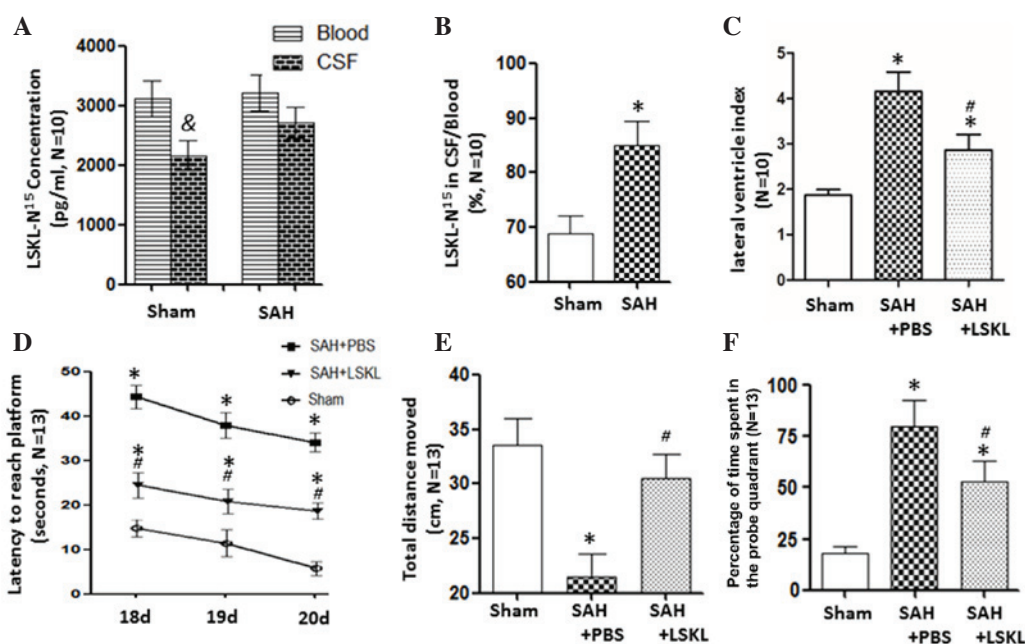 A
LSKL-N¹⁵ Concentration
(pg/ml, N=10)
4000
3000
2000
1000
0
Blood
CSF
&
Sham
SAH
B
LSKL-N¹⁵ in CSF/Blood
(%, N=10)
100
90
80
70
60
*
Sham
SAH
C
lateral ventricle index
(N=10)
5
4
3
2
1
0
*
#
*
Sham
SAH
+PBS
SAH
+LSKL
D
Latency to reach platform
(seconds, N=13)
50
40
30
20
10
0
SAH+PBS
SAH+LSKL
Sham
*
*
*
*
#
*
#
*
#
18d
19d
20d
E
Total distance moved
(cm, N=13)
40
35
30
25
20
*
#
Sham
SAH
+PBS
SAH
+LSKL
F
Percentage of time spent in
the probe quadrant (N=13)
100
75
50
25
0
*
#
*
Sham
SAH
+PBS
SAH
+LSKL